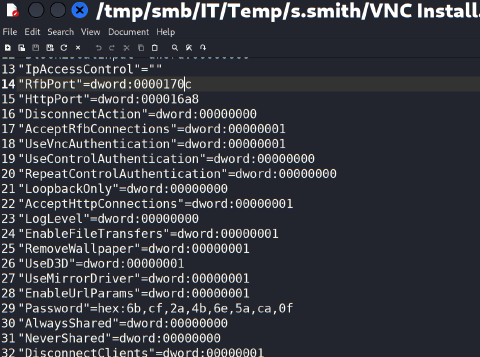 /tmp/smb/IT/Temp/s.smith/VNC Install.
File Edit Search View Document Help
13 "IpAccessControl"=""
14 "RfbPort"=dword:0000170c
15 "HttpPort"=dword:000016a8
16 "DisconnectAction"=dword:00000000
17 "AcceptRfbConnections"=dword:00000001
18 "UseVncAuthentication"=dword:00000001
19 "UseControlAuthentication"=dword:00000000
20 "RepeatControlAuthentication"=dword:00000000
21 "LoopbackOnly"=dword:00000000
22 "AcceptHttpConnections"=dword:00000001
23 "LogLevel"=dword:00000000
24 "EnableFileTransfers"=dword:00000001
25 "RemoveWallpaper"=dword:00000001
26 "UseD3D"=dword:00000001
27 "UseMirrorDriver"=dword:00000001
28 "EnableUrlParams"=dword:00000001
29 "Password"=hex:6b,cf,2a,4b,6e,5a,ca,0f
30 "AlwaysShared"=dword:00000000
31 "NeverShared"=dword:00000000
32 "DisconnectClients"=dword:00000001